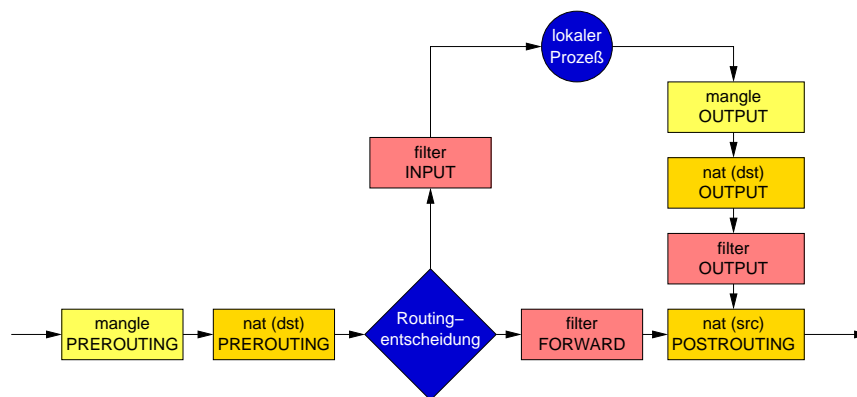 lokaler
Prozeß
mangle
OUTPUT
filter
INPUT
nat (dst)
OUTPUT
filter
OUTPUT
mangle
PREROUTING
nat (dst)
PREROUTING
Routing–
entscheidung
filter
FORWARD
nat (src)
POSTROUTING